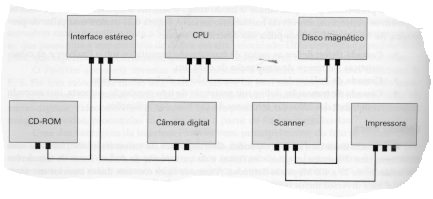 Interface estéreo
CPU
Disco magnético
CD-ROM
Câmera digital
Scanner
Impressora